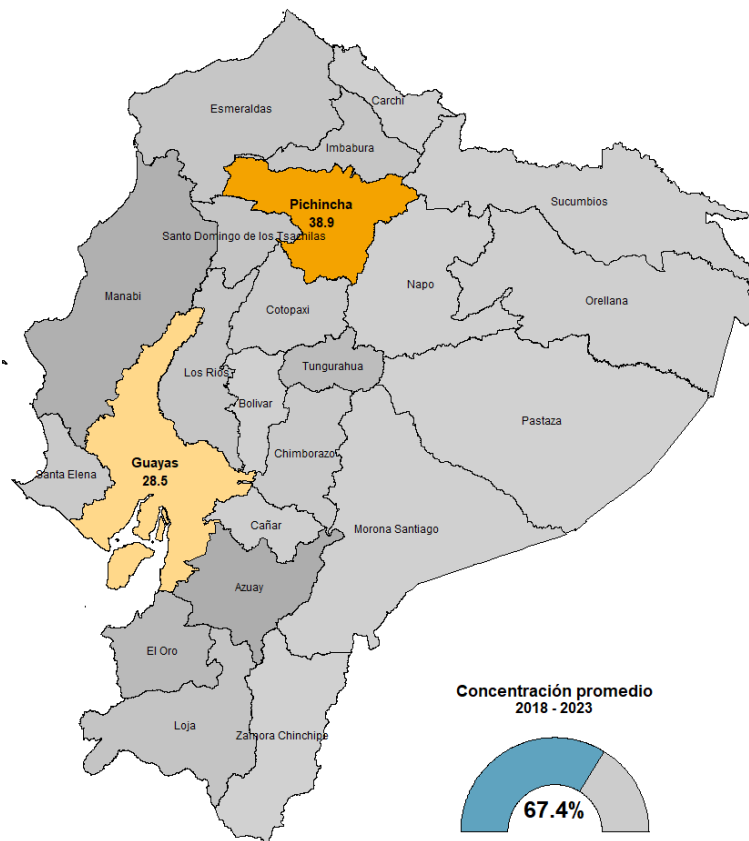 Carchi
Esmeraldas
Imbabura
Pichincha
38.9
Sucumbios
Santo Domingo de los Tsachilas
Napo
Manabi
Orellana
Cotopaxi
Los Rios
Tungurahua
Bolivar
Pastaza
Chimborazo
Guayas
28.5
Santa Elena
Cañar
Morona Santiago
Azuay
El Oro
Loja
Zamora Chinchipe
Concentración promedio
2018 - 2023
67.4%